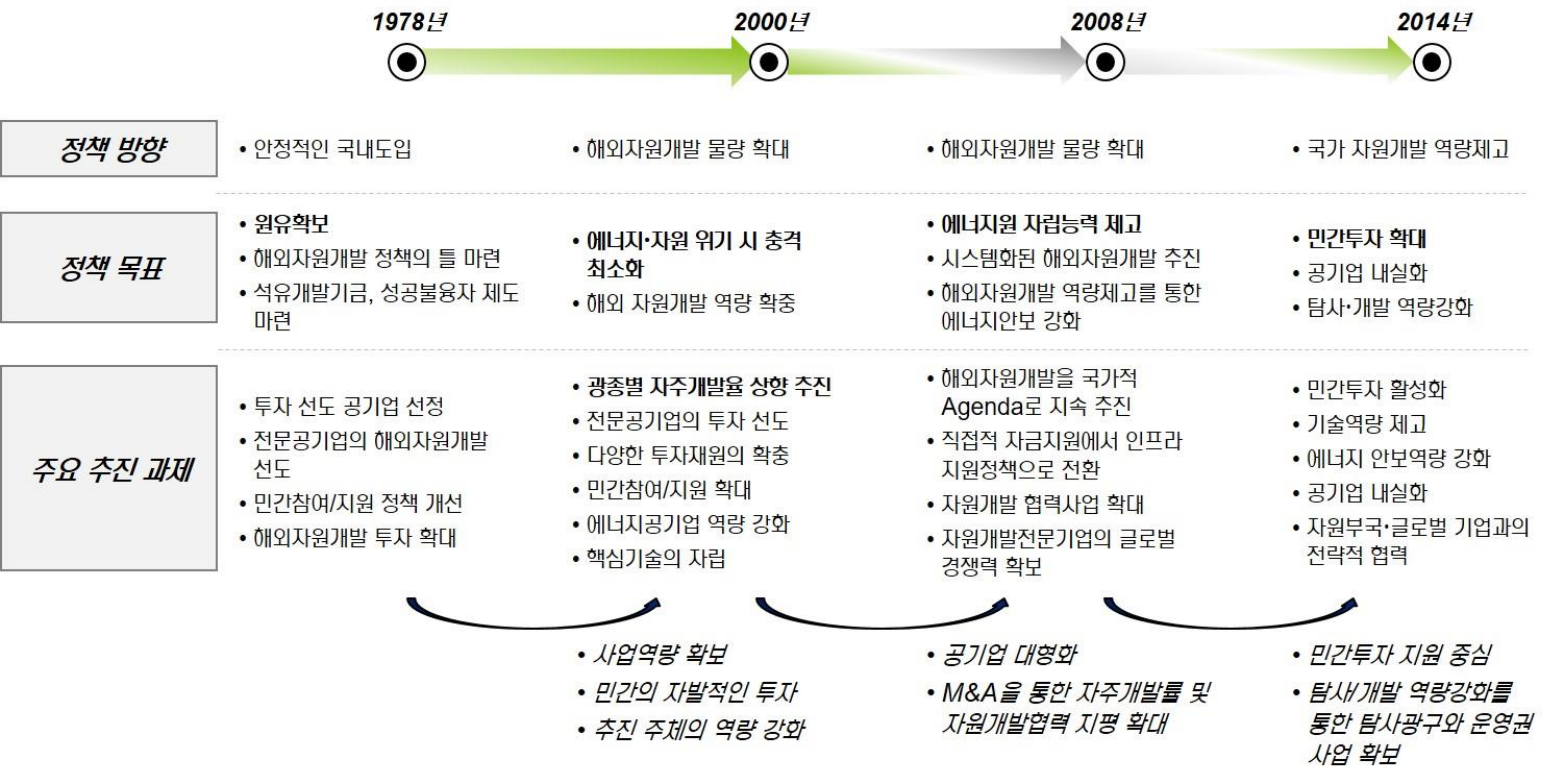 1978년
2000년
2008년
2014년
정책 방향
• 안정적인 국내도입
• 해외자원개발 물량 확대
• 해외자원개발 물량 확대
• 국가 자원개발 역량제고
정책 목표
• 원유확보
• 해외자원개발 정책의 틀 마련
• 석유개발기금, 성공불융자 제도
마련
• 에너지·자원 위기 시 충격
최소화
• 해외 자원개발 역량 확중
• 에너지원 자립능력 제고
• 시스템화된 해외자원개발 추진
• 해외자원개발 역량제고를 통한
에너지안보 강화
• 민간투자 확대
• 공기업 내실화
• 탐사·개발 역량강화
주요 추진 과제
• 투자 선도 공기업 선정
• 전문공기업의 해외자원개발
선도
• 민간참여/지원 정책 개선
• 해외자원개발 투자 확대
• 광종별 자주개발율 상향 추진
• 전문공기업의 투자 선도
• 다양한 투자재원의 확충
• 민간참여/지원 확대
• 에너지공기업 역량 강화
• 핵심기술의 자립
• 해외자원개발을 국가적
Agenda로 지속 추진
• 직접적 자금지원에서 인프라
지원정책으로 전환
• 자원개발 협력사업 확대
• 자원개발전문기업의 글로벌
경쟁력 확보
• 민간투자 활성화
• 기술역량 제고
• 에너지 안보역량 강화
• 공기업 내실화
• 자원부국·글로벌 기업과의
전략적 협력
• 사업역량 확보
• 민간의 자발적인 투자
• 추진 주체의 역량 강화
• 공기업 대형화
• M&A을 통한 자주개발률 및
자원개발협력 지평 확대
• 민간투자 지원 중심
• 탐사/개발 역량강화를
통한 탐사광구와 운영권
사업 확보